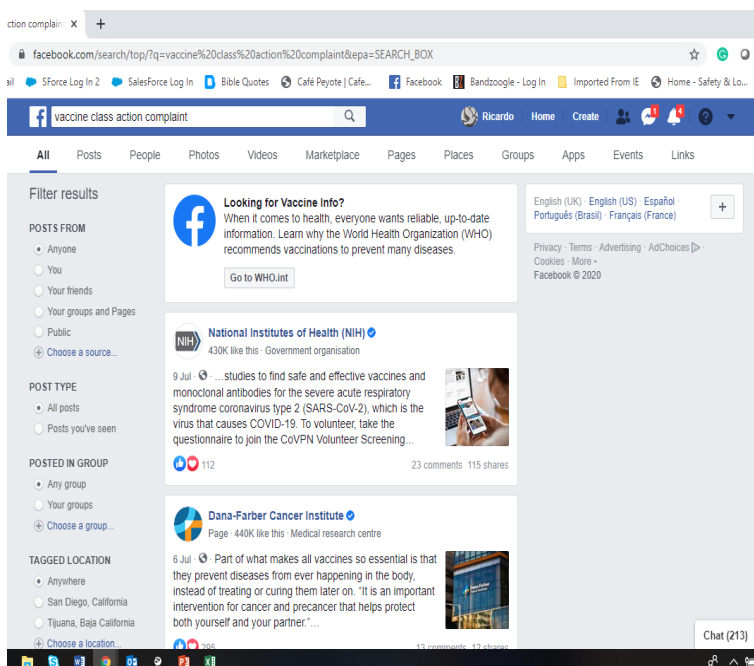 ction complain × +
facebook.com/search/top/?q=vaccine%20class%20action%20complaint&epa=SEARCH_BOX
ail SForce Log In 2 SalesForce Log In Bible Quotes Café Peyote | Cafe... Facebook Bandzoogle - Log In Imported From IE Home - Safety & Lo...
vaccine class action complaint Ricardo Home Create 1 4
All Posts People Photos Videos Marketplace Pages Places Groups Apps Events Links
Filter results
POSTS FROM
Anyone
You
Your friends
Your groups and Pages
Public
Choose a source...
POST TYPE
All posts
Posts you've seen
POSTED IN GROUP
Any group
Your groups
Choose a group...
TAGGED LOCATION
Anywhere
San Diego, California
Tijuana, Baja California
Choose a location...
Looking for Vaccine Info?
When it comes to health, everyone wants reliable, up-to-date
information. Learn why the World Health Organization (WHO)
recommends vaccinations to prevent many diseases.
Go to WHO.int
NIH
National Institutes of Health (NIH)
430K like this · Government organisation
9 Jul · ...studies to find safe and effective vaccines and
monoclonal antibodies for the severe acute respiratory
syndrome coronavirus type 2 (SARS-CoV-2), which is the
virus that causes COVID-19. To volunteer, take the
questionnaire to join the CoVPN Volunteer Screening...
112 23 comments 115 shares
Dana-Farber Cancer Institute
Page · 440K like this · Medical research centre
6 Jul · Part of what makes all vaccines so essential is that
they prevent diseases from ever happening in the body,
instead of treating or curing them later on. "It is an important
intervention for cancer and precancer that helps protect
both yourself and your partner."...
295 13 comments 12 shares
English (UK) · English (US) · Español ·
Português (Brasil) · Français (France)
+
Privacy · Terms · Advertising · AdChoices ·
Cookies · More
Facebook © 2020
Chat (213)